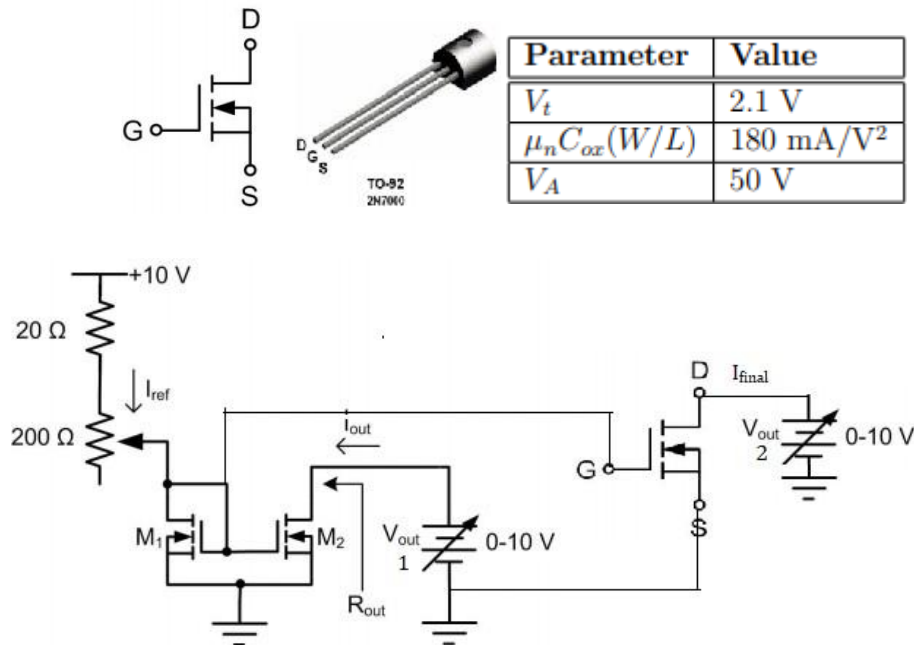 D
G
S
D
G
S
TO-92
2N7000
Parameter Value
Vt 2.1 V
μnCox(W/L) 180 mA/V²
VA 50 V
+10 V
20 Ω
Iref
200 Ω
iout
M1
M2
Rout
Vout
1
0-10 V
D
Ifinal
G
S
Vout
2
0-10 V